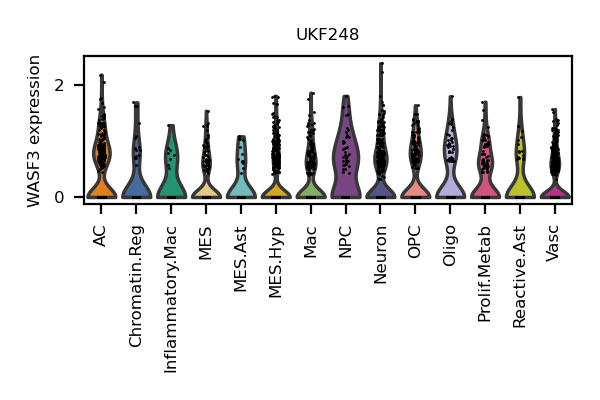 UKF248
WASF3 expression
2
0
AC
Chromatin.Reg
Inflammatory.Mac
MES
MES.Ast
MES.Hyp
Mac
NPC
Neuron
OPC
Oligo
Prolif.Metab
Reactive.Ast
Vasc